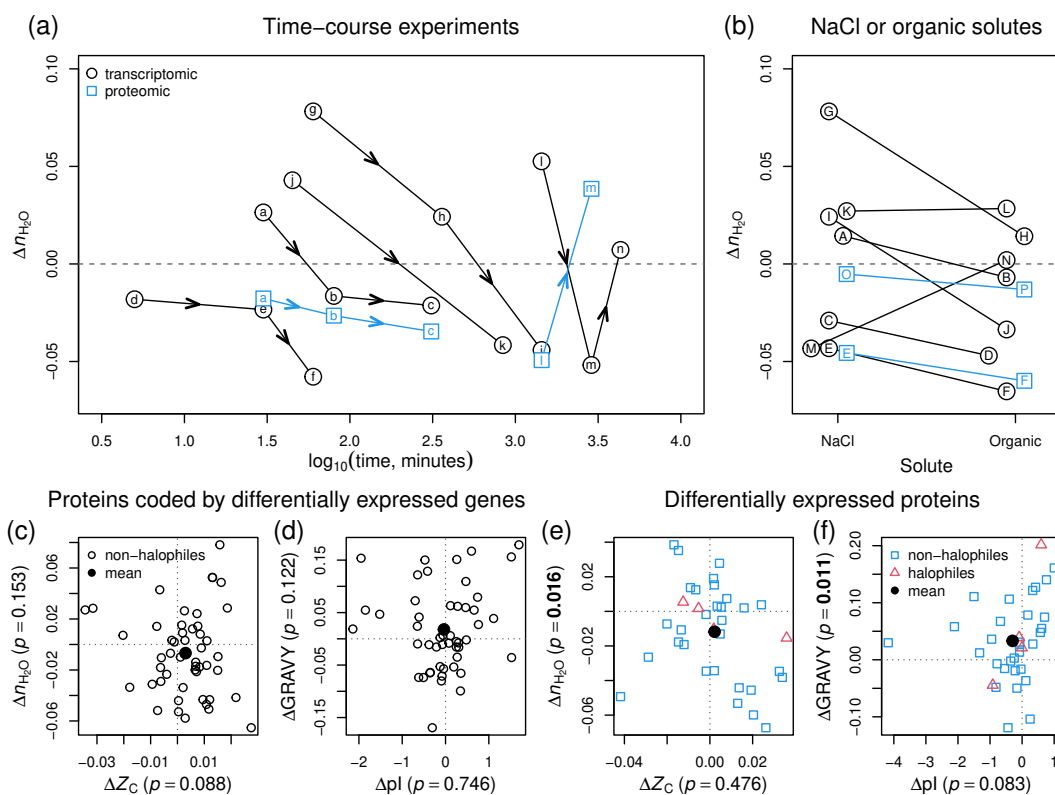 (a) Time−course experiments
(b) NaCl or organic solutes
ΔnH2O
0.10
0.05
0.00
−0.05
transcriptomic
proteomic
g
j
a
d
e
f
b
c
h
k
i
l
m
n
a
b
c
l
m
0.5 1.0 1.5 2.0 2.5 3.0 3.5 4.0
log10(time, minutes)
ΔnH2O
0.10
0.05
0.00
−0.05
G
K
I
A
O
C
M
E
E
L
H
N
B
P
J
D
F
F
NaCl Organic
Solute
Proteins coded by differentially expressed genes
Differentially expressed proteins
(c)
ΔnH2O (p = 0.153)
0.06
0.02
−0.02
−0.06
non−halophiles
mean
−0.03 −0.01 0.01
ΔZC (p = 0.088)
(d)
ΔGRAVY (p = 0.122)
0.15
0.05
−0.05
−0.15
−2 −1 0 1
ΔpI (p = 0.746)
(e)
ΔnH2O (p = 0.016)
0.02
−0.02
−0.06
−0.04 0.00 0.02
ΔZC (p = 0.476)
(f)
ΔGRAVY (p = 0.011)
0.20
0.10
0.00
−0.10
non−halophiles
halophiles
mean
−4 −3 −2 −1 0 1
ΔpI (p = 0.083)